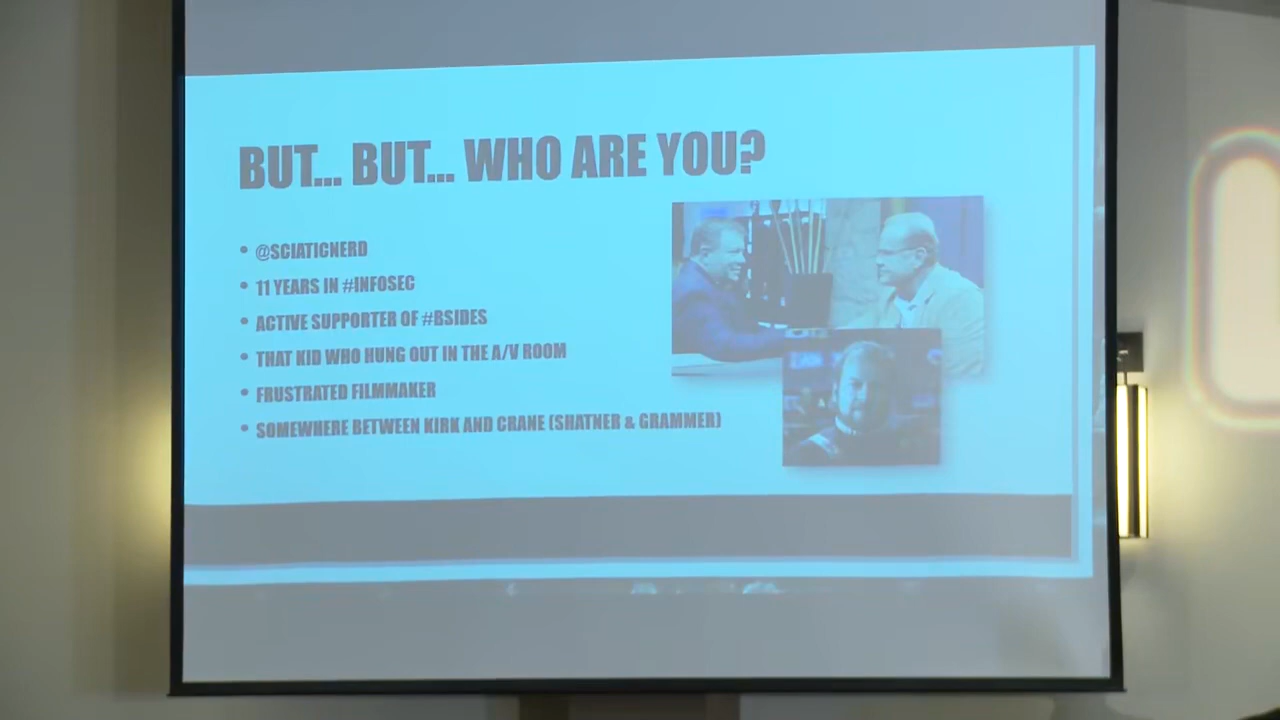 BUT... BUT... WHO ARE YOU?
• @SCIATICNERD
• 11 YEARS IN #INFOSEC
• ACTIVE SUPPORTER OF #BSIDES
• THAT KID WHO HUNG OUT IN THE A/V ROOM
• FRUSTRATED FILMMAKER
• SOMEWHERE BETWEEN KIRK AND CRANE (SHATNER & GRAMMER)